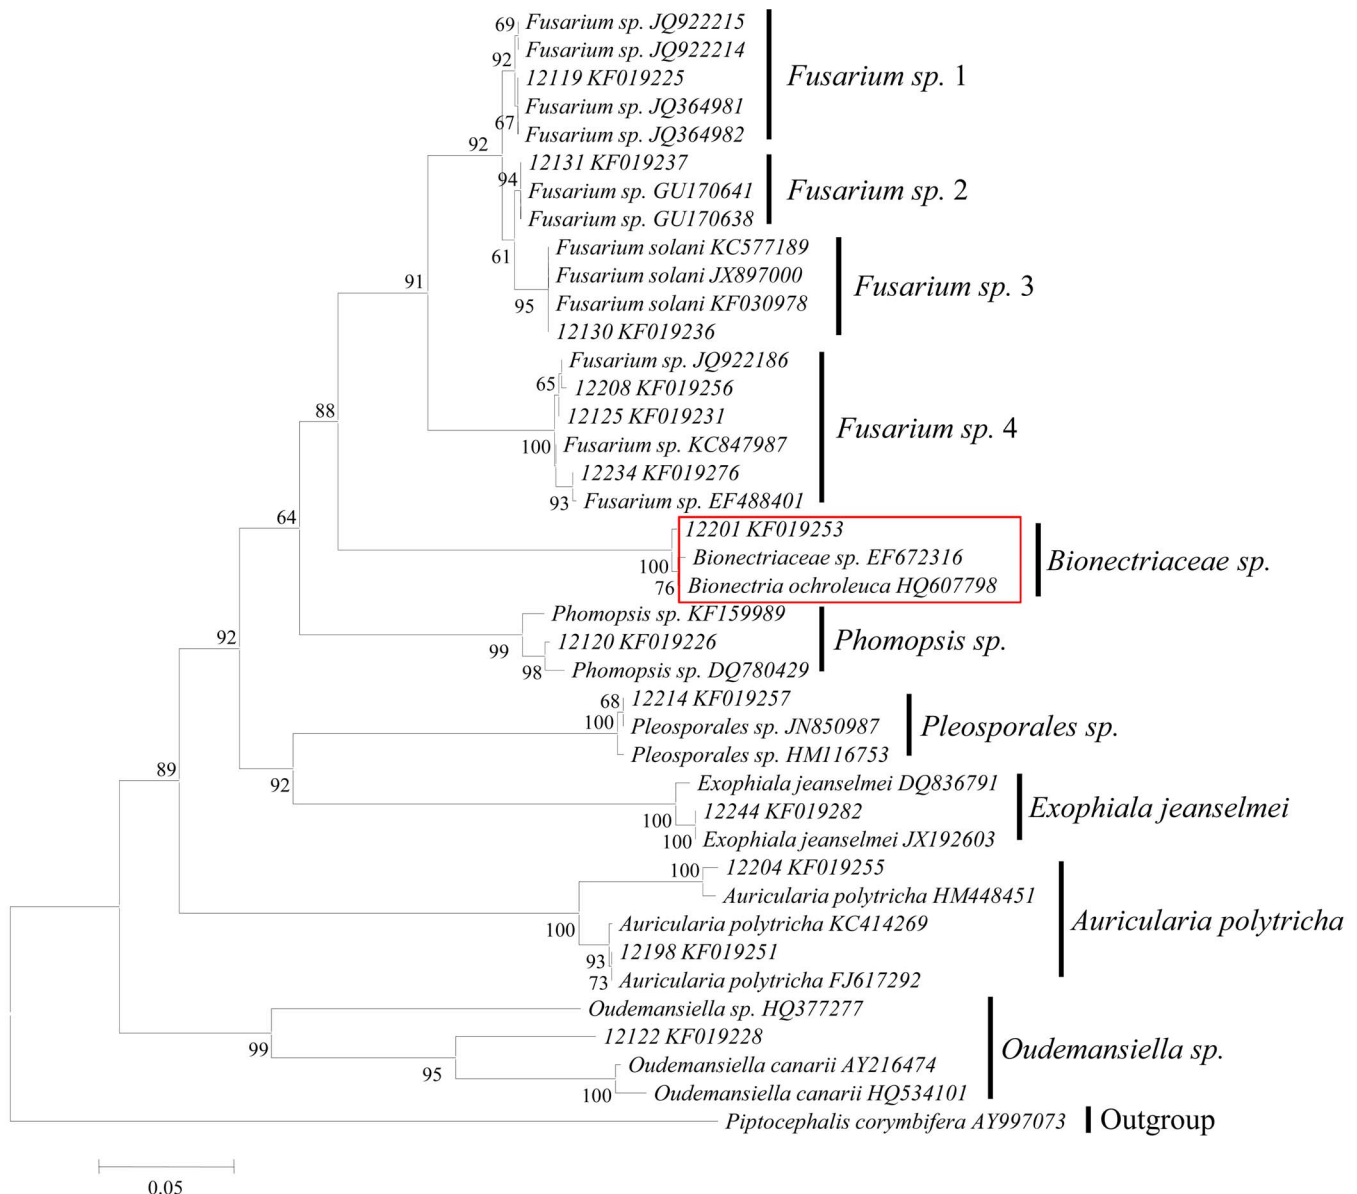 69
Fusarium sp. JQ922215
Fusarium sp. JQ922214
92
12119 KF019225
Fusarium sp. 1
Fusarium sp. JQ364981
67
Fusarium sp. JQ364982
92
12131 KF019237
94
Fusarium sp. GU170641
Fusarium sp. 2
Fusarium sp. GU170638
Fusarium solani KC577189
61
Fusarium solani JX897000
91
Fusarium sp. 3
Fusarium solani KF030978
95
12130 KF019236
Fusarium sp. JQ922186
65
12208 KF019256
88
12125 KF019231
Fusarium sp. 4
100
Fusarium sp. KC847987
12234 KF019276
93
Fusarium sp. EF488401
64
12201 KF019253
Bionectriaceae sp. EF672316
Bionectriaceae sp.
100
76
Bionectria ochroleuca HQ607798
Phomopsis sp. KF159989
92
12120 KF019226
Phomopsis sp.
99
98
Phomopsis sp. DQ780429
68
12214 KF019257
100
Pleosporales sp. JN850987
Pleosporales sp.
Pleosporales sp. HM116753
89
92
Exophiala jeanselmei DQ836791
12244 KF019282
Exophiala jeanselmei
100
100
Exophiala jeanselmei JX192603
100
12204 KF019255
Auricularia polytricha HM448451
Auricularia polytricha KC414269
Auricularia polytricha
100
12198 KF019251
93
73
Auricularia polytricha FJ617292
Oudemansiella sp. HQ377277
12122 KF019228
99
Oudemansiella sp.
Oudemansiella canarii AY216474
95
100
Oudemansiella canarii HQ534101
Piptocephalis corymbifera AY997073
Outgroup
0.05